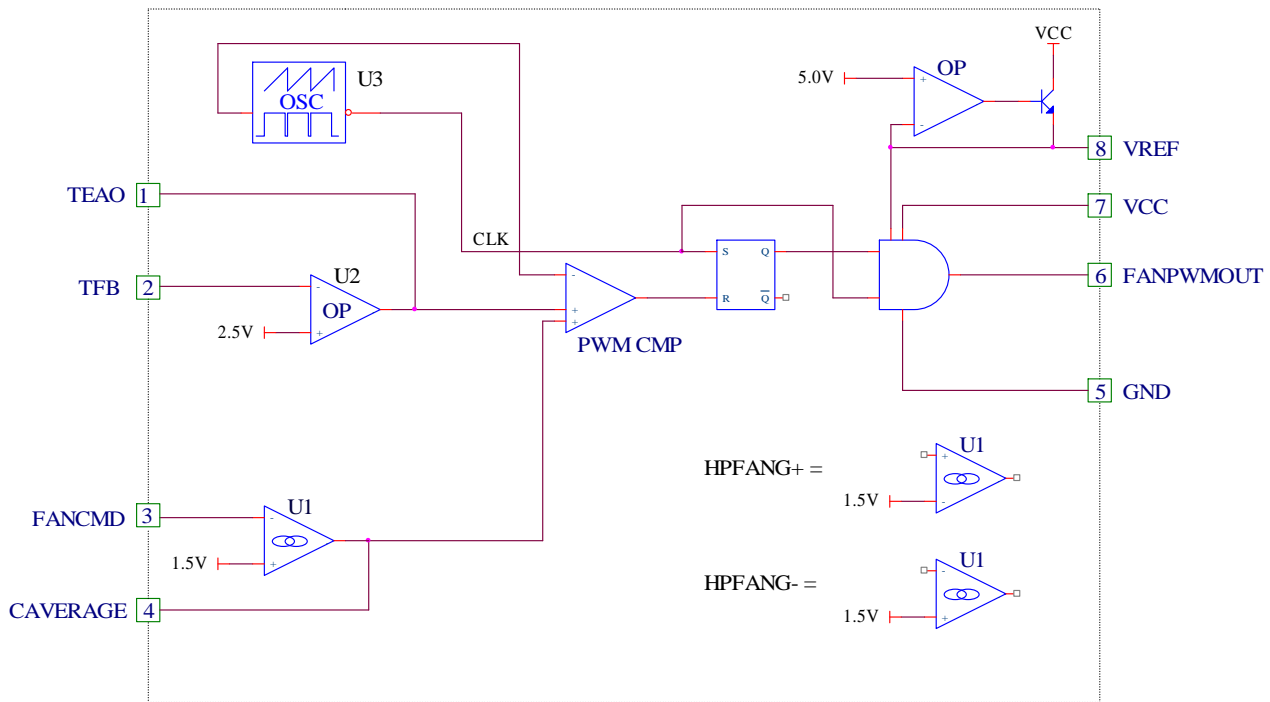 VCC
U3
OP
5.0V
+
-
OSC
8 VREF
TEAO 1
7 VCC
CLK
S Q
R Q
U2
TFB 2
-
OP
2.5V
+
-
+
+
PWM CMP
6 FANPWMOUT
5 GND
HPFANG+ =
U1
+
1.5V
-
FANCMD 3
U1
-
1.5V
+
CAVERAGE 4
HPFANG- =
U1
-
1.5V
+